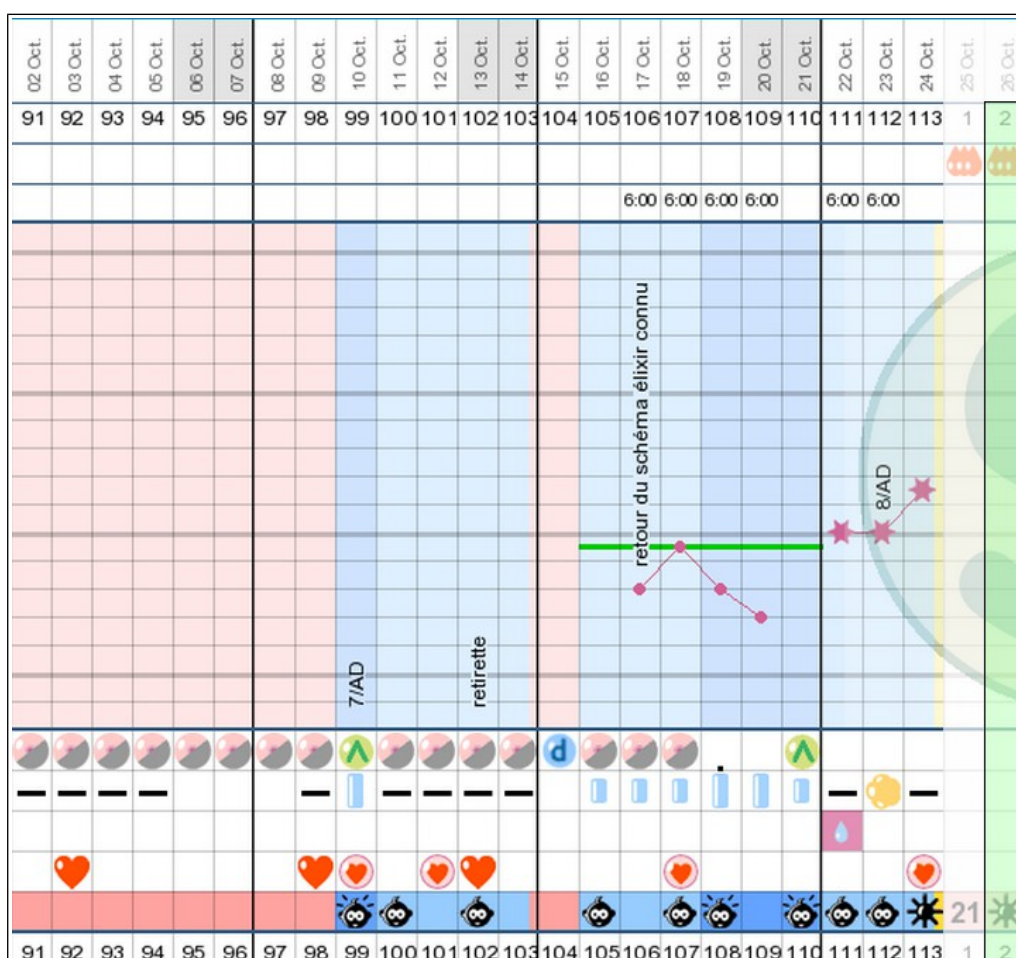 02 Oct. 03 Oct. 04 Oct. 05 Oct. 06 Oct. 07 Oct. 08 Oct. 09 Oct. 10 Oct. 11 Oct. 12 Oct. 13 Oct. 14 Oct. 15 Oct. 16 Oct. 17 Oct. 18 Oct. 19 Oct. 20 Oct. 21 Oct. 22 Oct. 23 Oct. 24 Oct. 25 Oct. 26 Oct.
91 92 93 94 95 96 97 98 99 100 101 102 103 104 105 106 107 108 109 110 111 112 113 1 2
6:00 6:00 6:00 6:00 6:00 6:00
retour du schéma élixir connu
8/AD
7/AD
retirette
d
21
91 92 93 94 95 96 97 98 99 100 101 102 103 104 105 106 107 108 109 110 111 112 113 1 2